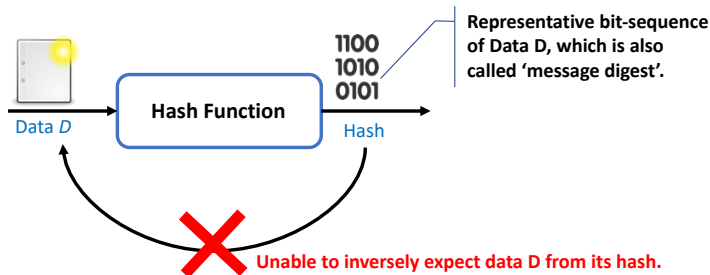 1100
1010
0101
Representative bit-sequence
of Data D, which is also
called ‘message digest’.
Hash Function
Data D
Hash
Unable to inversely expect data D from its hash.